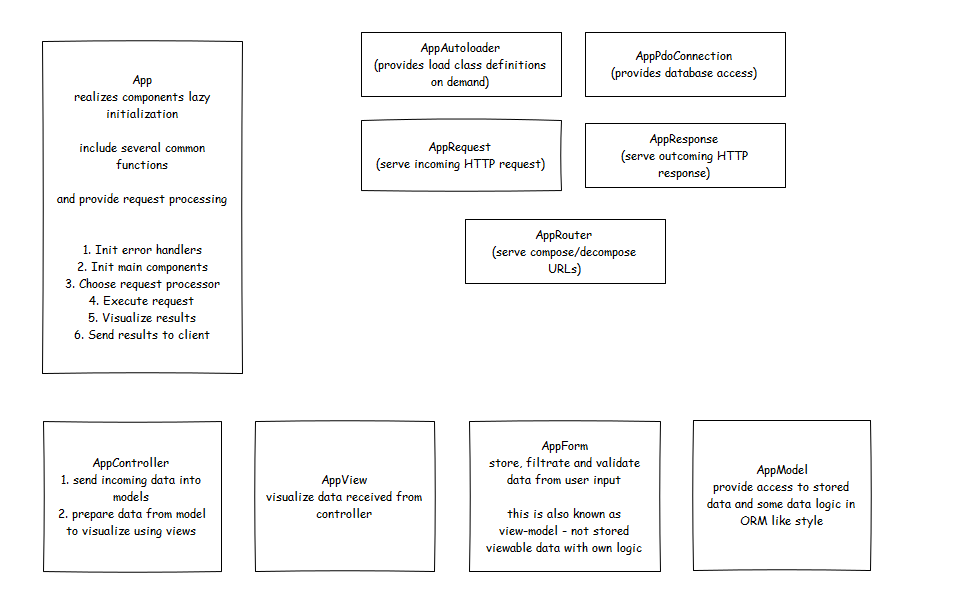 App
realizes components lazy
initialization
include several common
functions
and provide request processing
1. Init error handlers
2. Init main components
3. Choose request processor
4. Execute request
5. Visualize results
6. Send results to client
AppAutoloader
(provides load class definitions
on demand)
AppPdoConnection
(provides database access)
AppRequest
(serve incoming HTTP request)
AppResponse
(serve outcoming HTTP
response)
AppRouter
(serve compose/decompose
URLs)
AppController
1. send incoming data into
models
2. prepare data from model
to visualize using views
AppView
visualize data received from
controller
AppForm
store, filtrate and validate
data from user input
this is also known as
view-model - not stored
viewable data with own logic
AppModel
provide access to stored
data and some data logic in
ORM like style